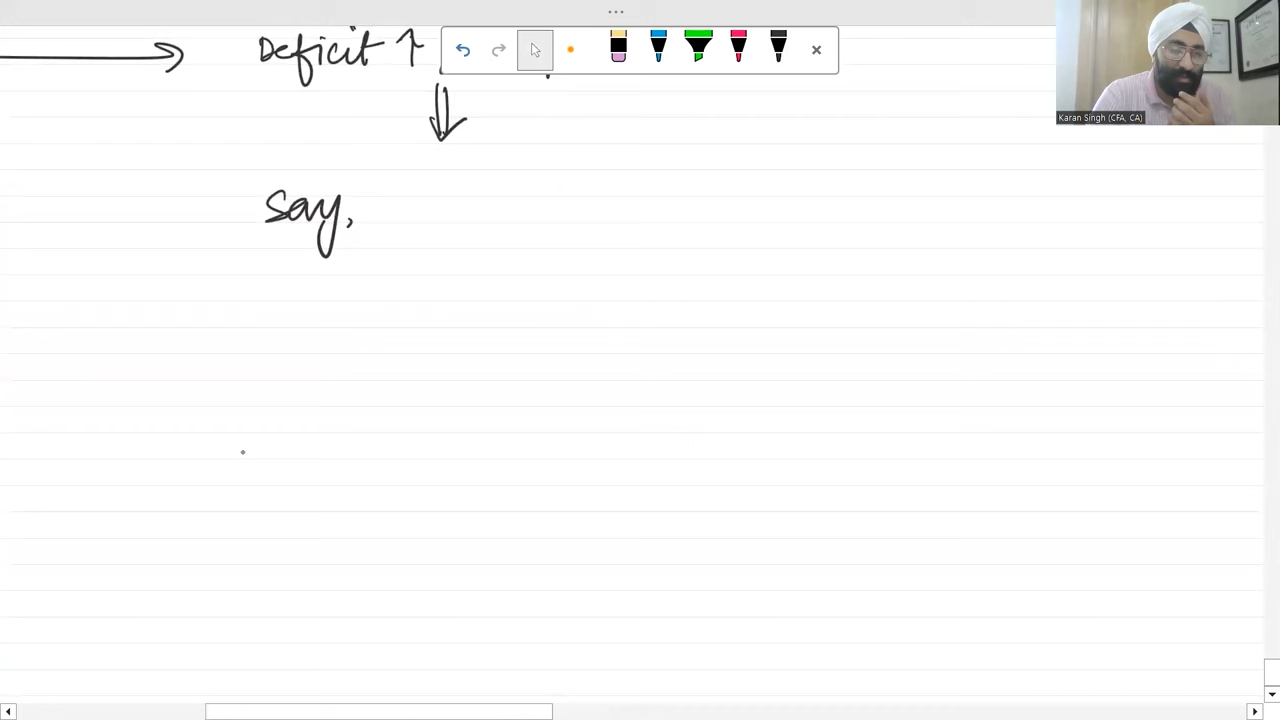 Deficit ↑
say,
Karan Singh (CFA, CA)